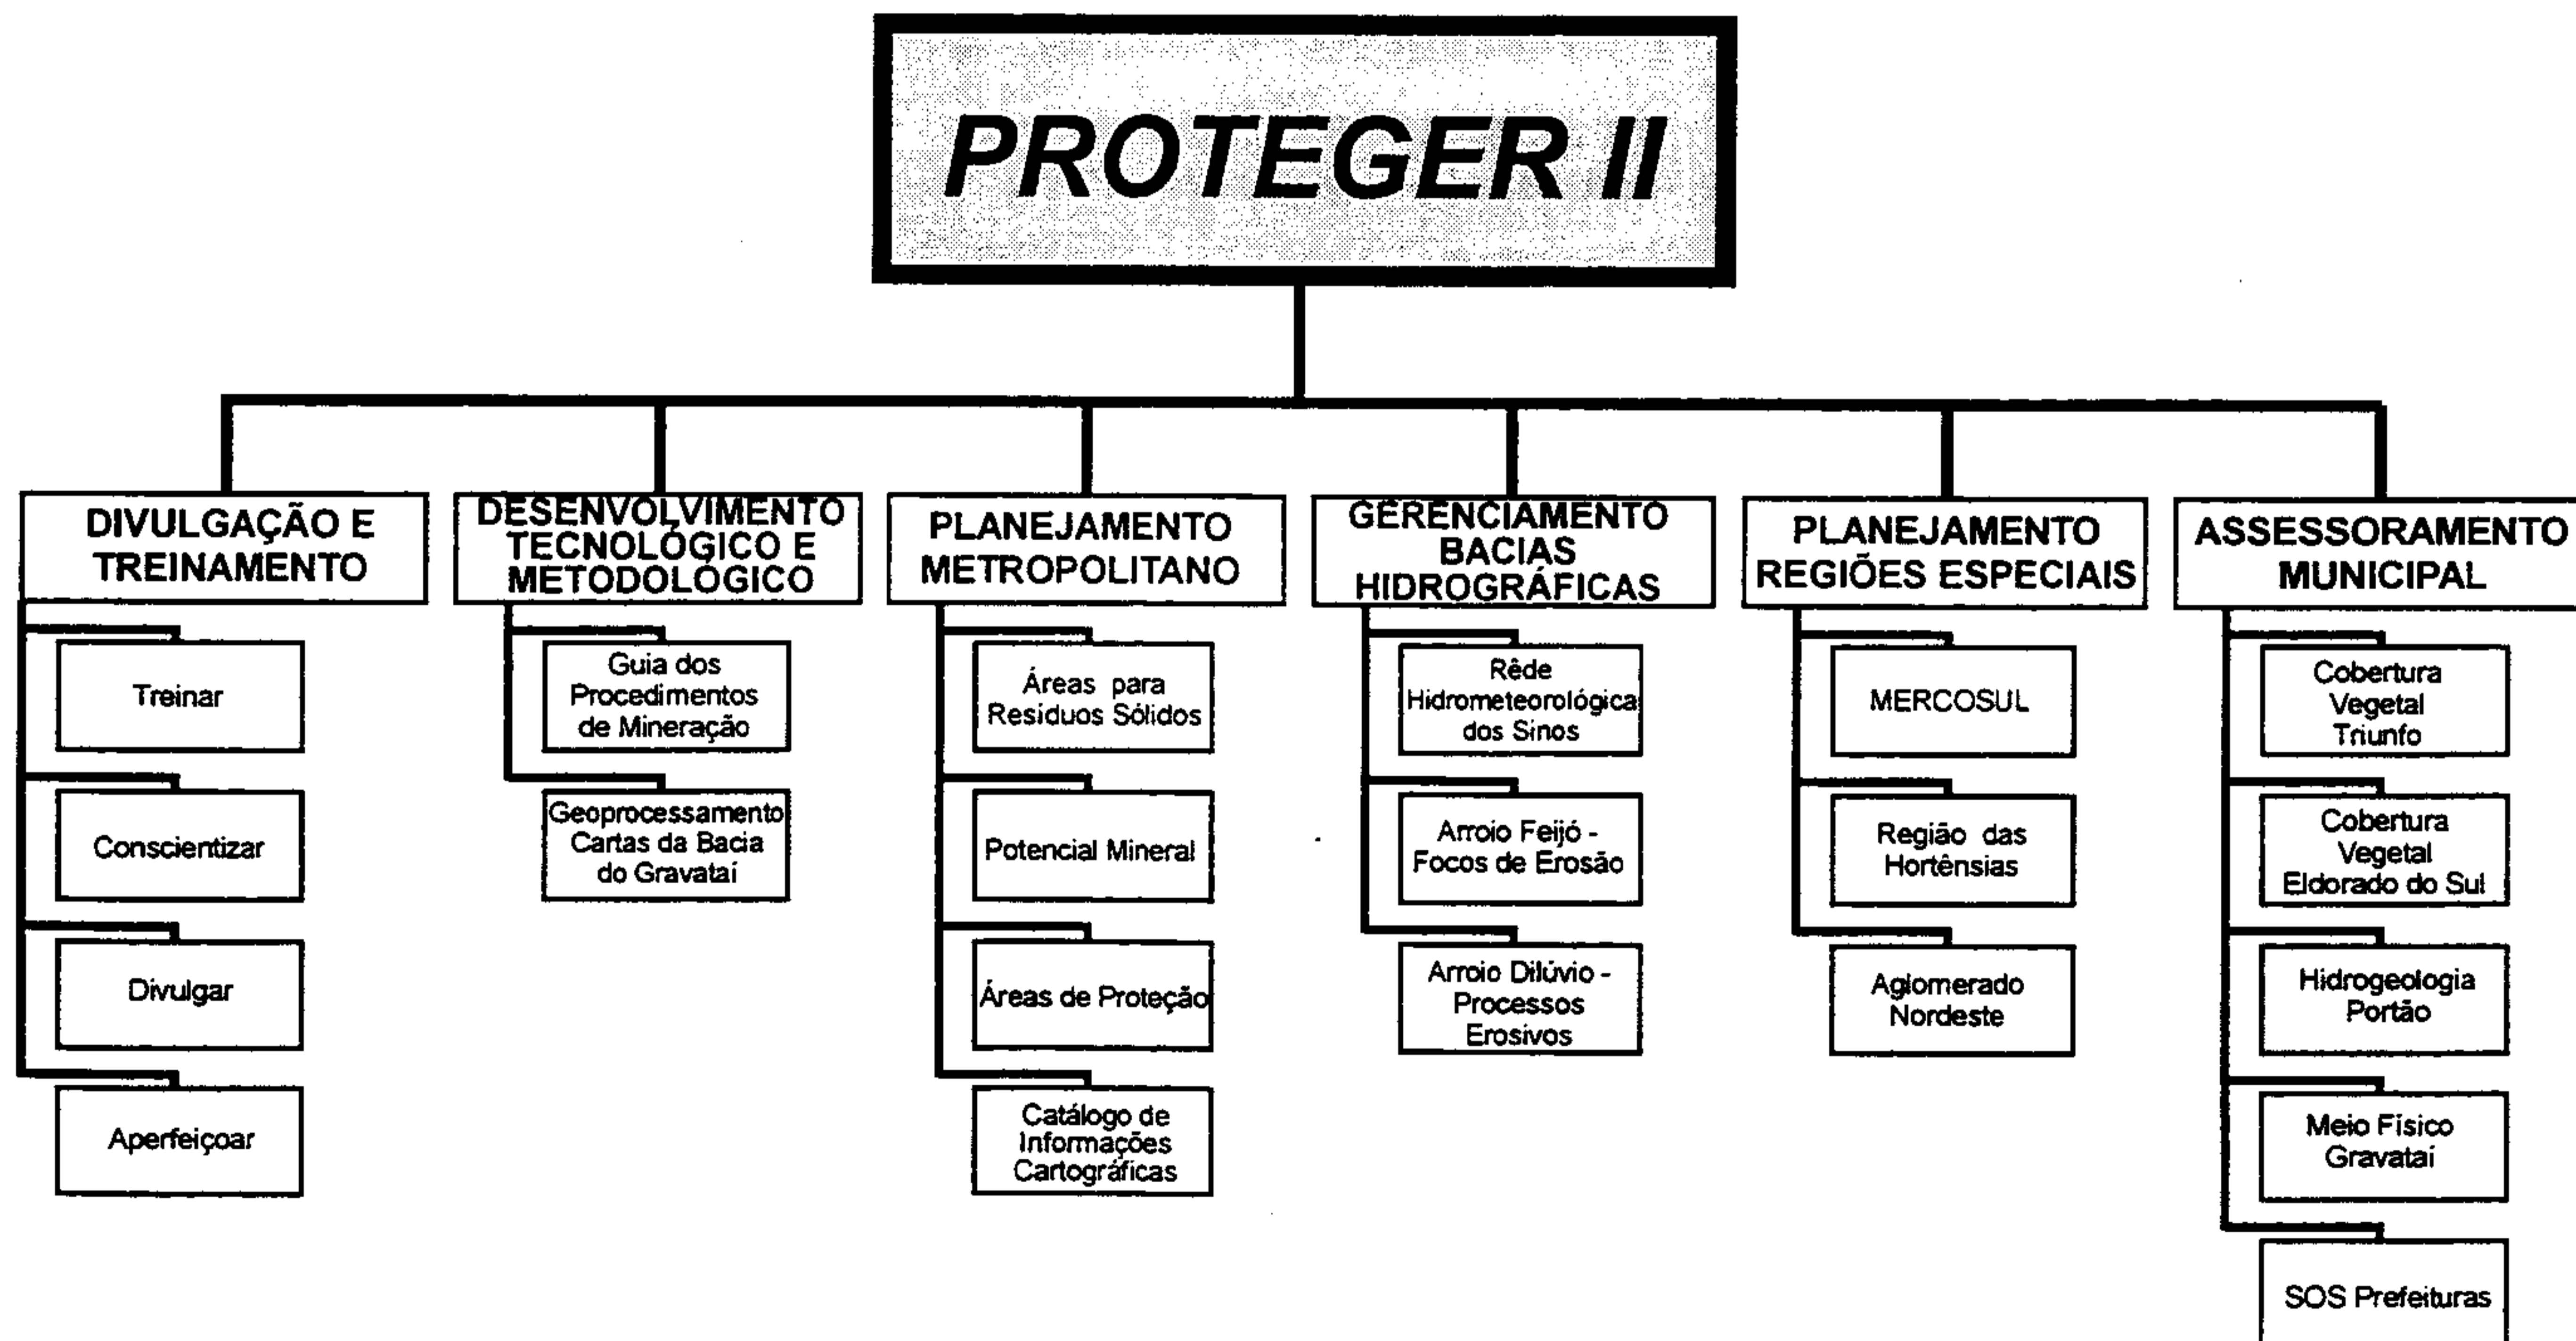 PROTEGER II
DIVULGAÇÃO E
TREINAMENTO
Treinar
Conscientizar
Divulgar
Aperfeiçoar
DESENVOLVIMENTO
TECNOLÓGICO E
METODOLÓGICO
Guia dos
Procedimentos
de Mineração
Geoprocessamento
Cartas da Bacia
do Gravataí
PLANEJAMENTO
METROPOLITANO
Áreas para
Resíduos Sólidos
Potencial Mineral
Áreas de Proteção
Catálogo de
Informações
Cartográficas
GERENCIAMENTO
BACIAS
HIDROGRÁFICAS
Rêde
Hidrometeorológica
dos Sinos
Arroio Feijó -
Focos de Erosão
Arroio Dilúvio -
Processos
Erosivos
PLANEJAMENTO
REGIÕES ESPECIAIS
MERCOSUL
Região das
Hortênsias
Aglomerado
Nordeste
ASSESSORAMENTO
MUNICIPAL
Cobertura
Vegetal
Triunfo
Cobertura
Vegetal
Eldorado do Sul
Hidrogeologia
Portão
Meio Físico
Gravataí
SOS Prefeituras